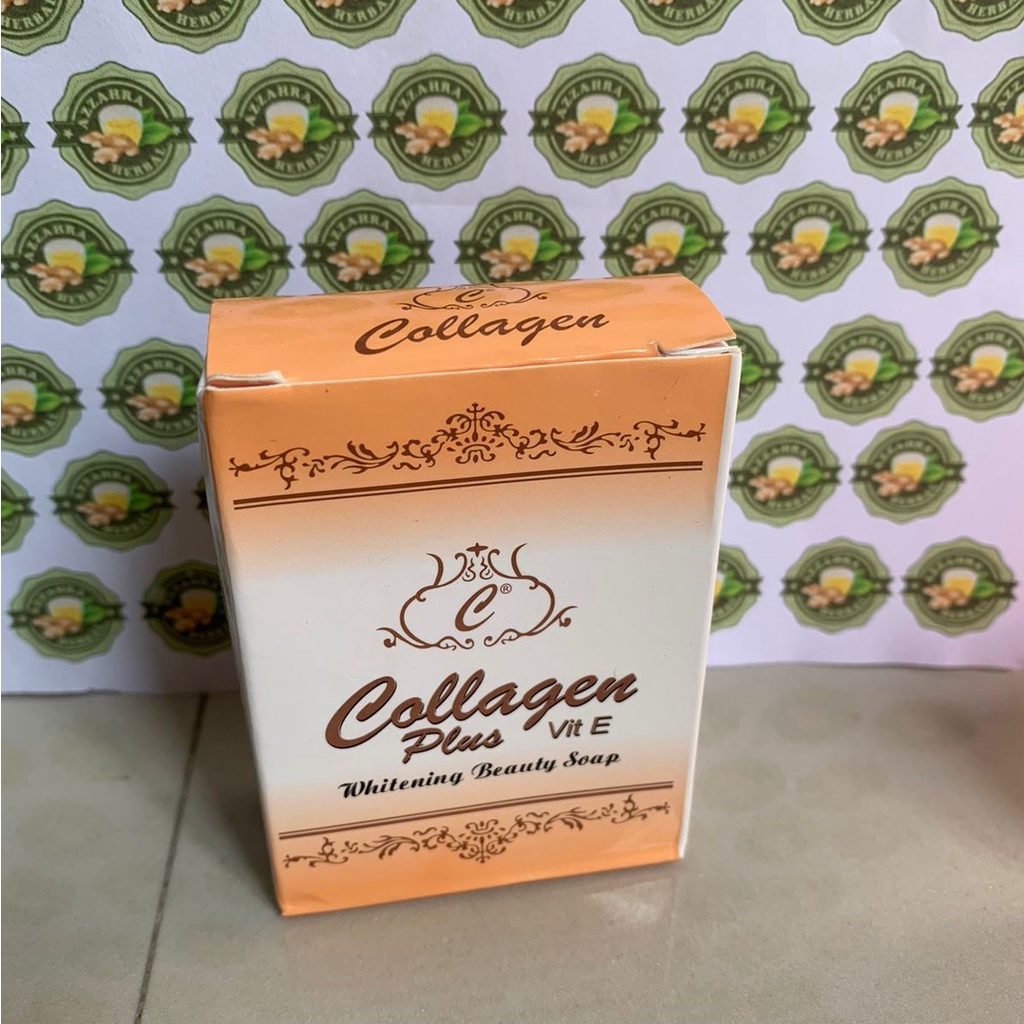 AZZAHRA
HERBAL
C
Collagen
C®
Collagen
Plus Vit E
Whitening Beauty Soap